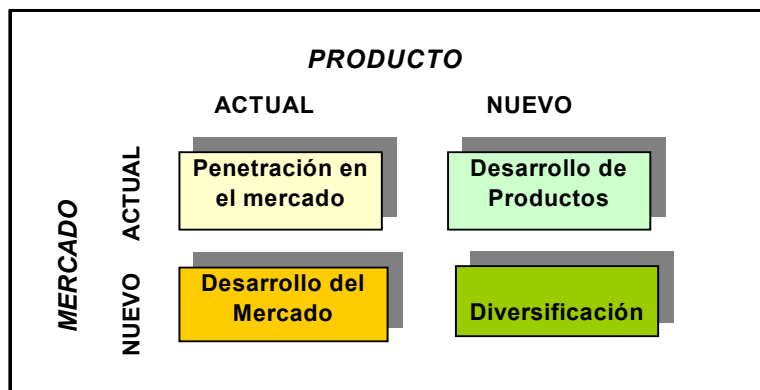 PRODUCTO
ACTUAL NUEVO
MERCADO
ACTUAL
Penetración en
el mercado
Desarrollo de
Productos
NUEVO
Desarrollo del
Mercado
Diversificación